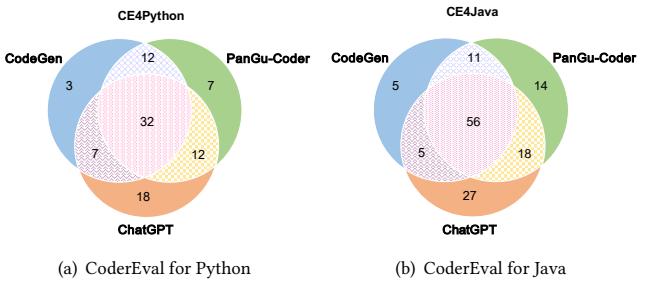 CE4Python
CodeGen
PanGu-Coder
12
3
7
32
7
12
18
ChatGPT
(a) CoderEval for Python
CE4Java
CodeGen
PanGu-Coder
11
5
14
56
5
18
27
ChatGPT
(b) CoderEval for Java